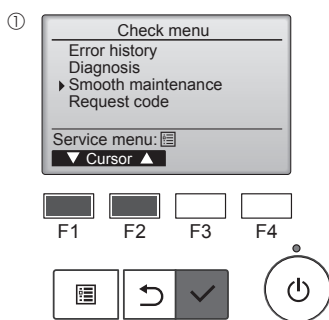 ①
Check menu
Error history
Diagnosis
Smooth maintenance
Request code
Service menu:
▼ Cursor ▲
F1 F2 F3 F4